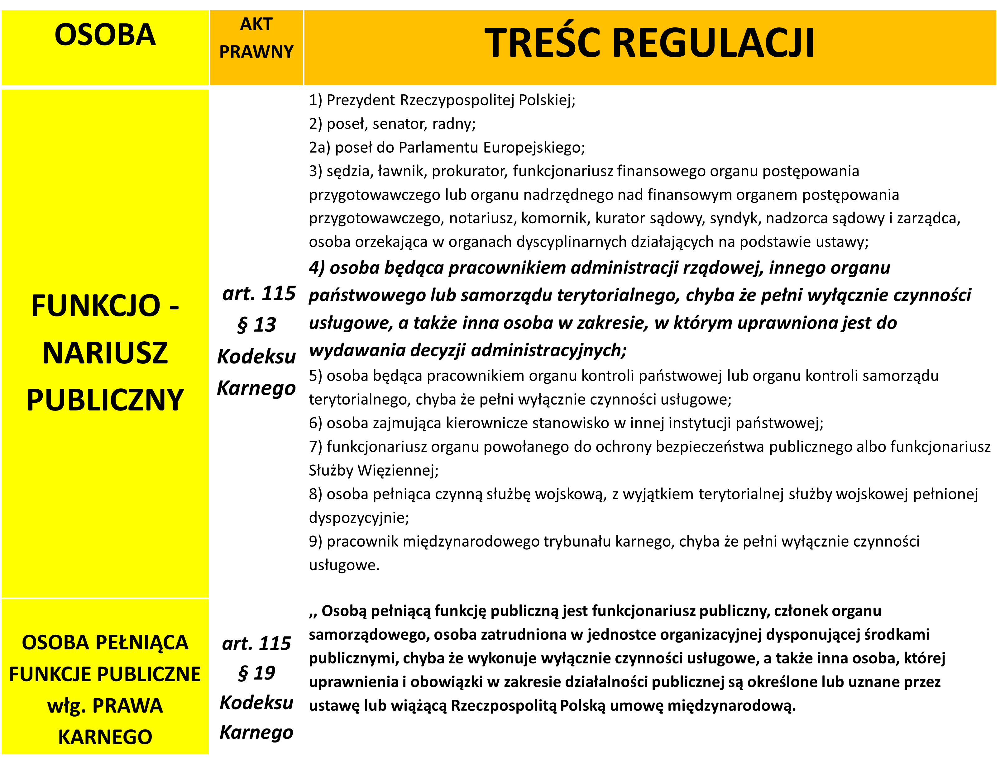 OSOBA
AKT
PRAWNY
TREŚC REGULACJI
FUNKCJO -
NARIUSZ
PUBLICZNY
art. 115
§ 13
Kodeksu
Karnego
1) Prezydent Rzeczypospolitej Polskiej;
2) poseł, senator, radny;
2a) poseł do Parlamentu Europejskiego;
3) sędzia, ławnik, prokurator, funkcjonariusz finansowego organu postępowania
przygotowawczego lub organu nadrzędnego nad finansowym organem postępowania
przygotowawczego, notariusz, komornik, kurator sądowy, syndyk, nadzorca sądowy i zarządca,
osoba orzekająca w organach dyscyplinarnych działających na podstawie ustawy;
4) osoba będąca pracownikiem administracji rządowej, innego organu
państwowego lub samorządu terytorialnego, chyba że pełni wyłącznie czynności
usługowe, a także inna osoba w zakresie, w którym uprawniona jest do
wydawania decyzji administracyjnych;
5) osoba będąca pracownikiem organu kontroli państwowej lub organu kontroli samorządu
terytorialnego, chyba że pełni wyłącznie czynności usługowe;
6) osoba zajmująca kierownicze stanowisko w innej instytucji państwowej;
7) funkcjonariusz organu powołanego do ochrony bezpieczeństwa publicznego albo funkcjonariusz
Służby Więziennej;
8) osoba pełniąca czynną służbę wojskową, z wyjątkiem terytorialnej służby wojskowej pełnionej
dyspozycyjnie;
9) pracownik międzynarodowego trybunału karnego, chyba że pełni wyłącznie czynności
usługowe.
OSOBA PEŁNIĄCA
FUNKCJE PUBLICZNE
włg. PRAWA
KARNEGO
art. 115
§ 19
Kodeksu
Karnego
,, Osobą pełniącą funkcję publiczną jest funkcjonariusz publiczny, członek organu
samorządowego, osoba zatrudniona w jednostce organizacyjnej dysponującej środkami
publicznymi, chyba że wykonuje wyłącznie czynności usługowe, a także inna osoba, której
uprawnienia i obowiązki w zakresie działalności publicznej są określone lub uznane przez
ustawę lub wiążącą Rzeczpospolitą Polską umowę międzynarodową.